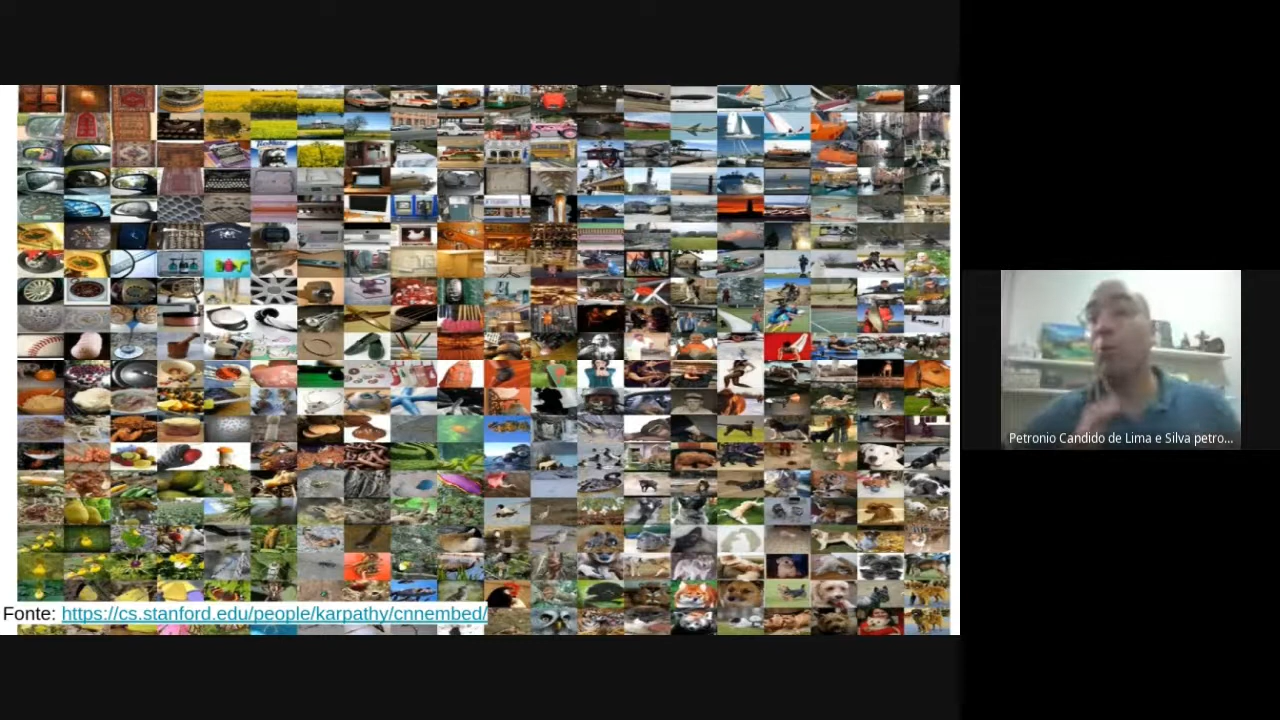 Fonte: https://cs.stanford.edu/people/karpathy/cnnembed/
Petronio Candido de Lima e Silva petro...